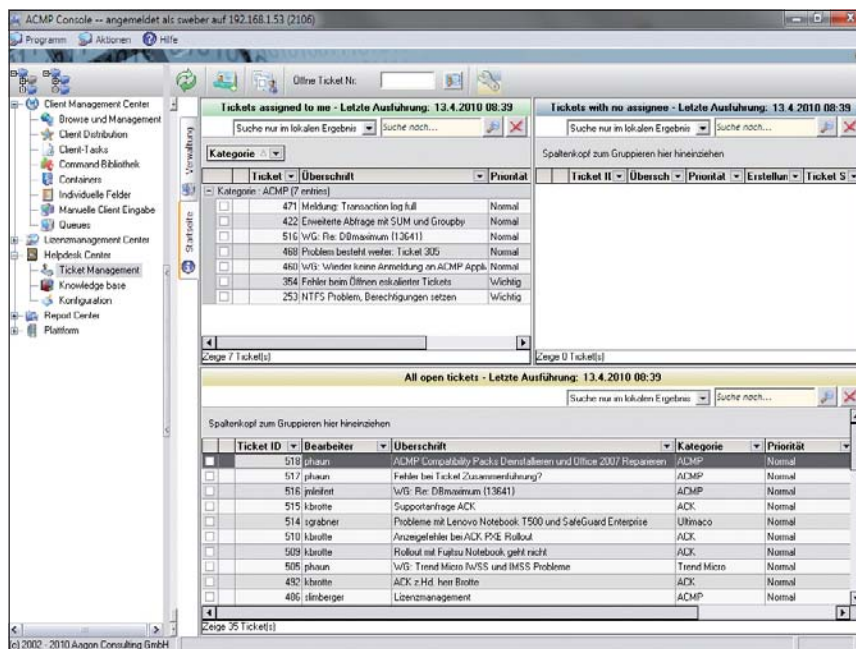 ACMP Console -- angemeldet als sweber auf 192.168.1.53 (2106)
Programm Aktionen Hilfe
Öffne Ticket Nr.
Client Management Center
Browse und Management
Client Distribution
Client-Tasks
Command Bibliothek
Containers
Individuelle Felder
Manuelle Client Eingabe
Queues
Lizenzmanagement Center
Helpdesk Center
Ticket Management
Knowledge base
Konfiguration
Report Center
Plattform
Verwaltung
Startseite
Tickets assigned to me - Letzte Ausführung: 13.4.2010 08:39
Suche nur im lokalen Ergebnis Suche nach...
Kategorie
Ticket Überschrift Priorität
Kategorie : ACMP (7 entries)
471 Meldung: Transaction log full Normal
422 Erweiterte Abfrage mit SUM und Groupby Normal
516 WG: Re: DBmaximum (13641) Normal
468 Problem besteht weiter: Ticket 305 Normal
460 WG: Wieder keine Anmeldung an ACMP Appli Normal
354 Fehler beim Öffnen eskalierter Tickets Wichtig
253 NTFS Problem, Berechtigungen setzen Wichtig
Zeige 7 Ticket(s)
Tickets with no assignee - Letzte Ausführung: 13.4.2010 08:39
Suche nur im lokalen Ergebnis Suche nach...
Spaltenkopf zum Gruppieren hier hineinziehen
Ticket II Übersch Priorität Erstellun Ticket S
Zeige 0 Ticket(s)
All open tickets - Letzte Ausführung: 13.4.2010 08:39
Suche nur im lokalen Ergebnis Suche nach...
Spaltenkopf zum Gruppieren hier hineinziehen
Ticket ID Bearbeiter Überschrift Kategorie Priorität
518 phaun ACMP Compatibility Packs Deinstallieren und Office 2007 Reparieren ACMP Normal
517 phaun Fehler bei Ticket Zusammenführung? ACMP Normal
516 jmleifert WG: Re: DBmaximum (13641) ACMP Normal
515 kbrotte Supportanfrage ACK ACK Normal
514 sgrabner Probleme mit Lenovo Notebook T500 und SafeGuard Enterprise Ultimaco Normal
510 kbrotte Anzeigefehler bei ACK PXE Rollout ACK Normal
509 kbrotte Rollout mit Fujitsu Notebook geht nicht ACK Normal
505 phaun WG: Trend Micro IWSS und IMSS Probleme Trend Micro Normal
492 kbrotte ACK z.Hd. herr Brotte ACK Normal
486 slimberger Lizenzmanagement ACMP Normal
Zeige 35 Ticket(s)
(c) 2002 - 2010 Aagon Consulting GmbH